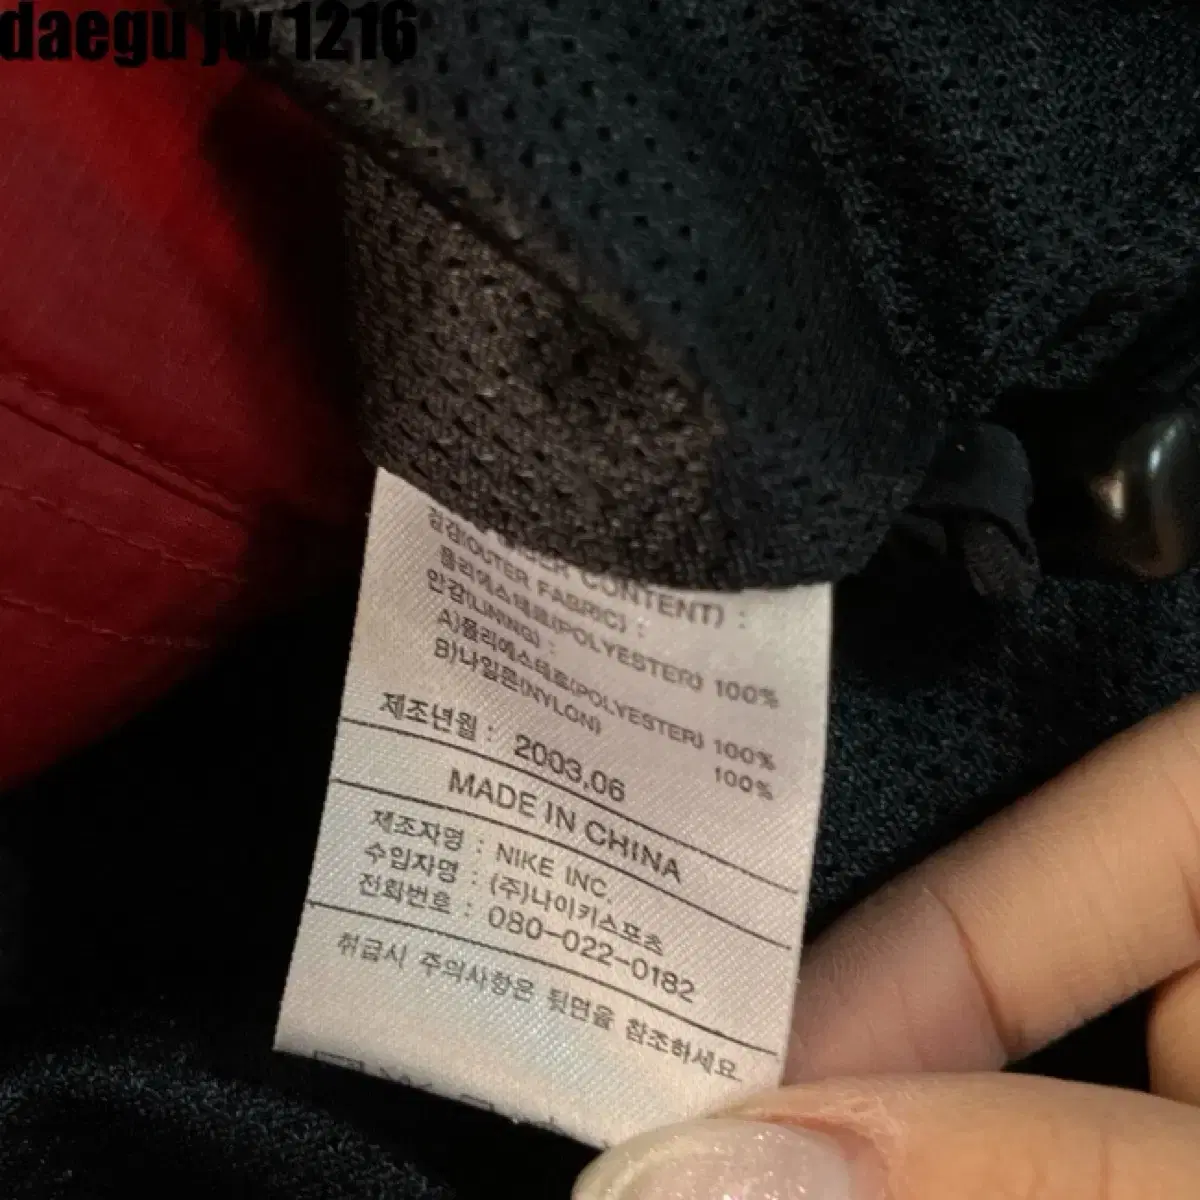 daegu jw 1216
겉감(OUTER FABRIC) :
폴리에스테르(POLYESTER) 100%
안감(LINING) :
A)폴리에스테르(POLYESTER) 100%
B)나일론(NYLON) 100%
제조년월 : 2003.06
MADE IN CHINA
제조자명 : NIKE INC.
수입자명 : (주)나이키스포츠
전화번호 : 080-022-0182
취급시 주의사항은 뒷면을 참조하세요